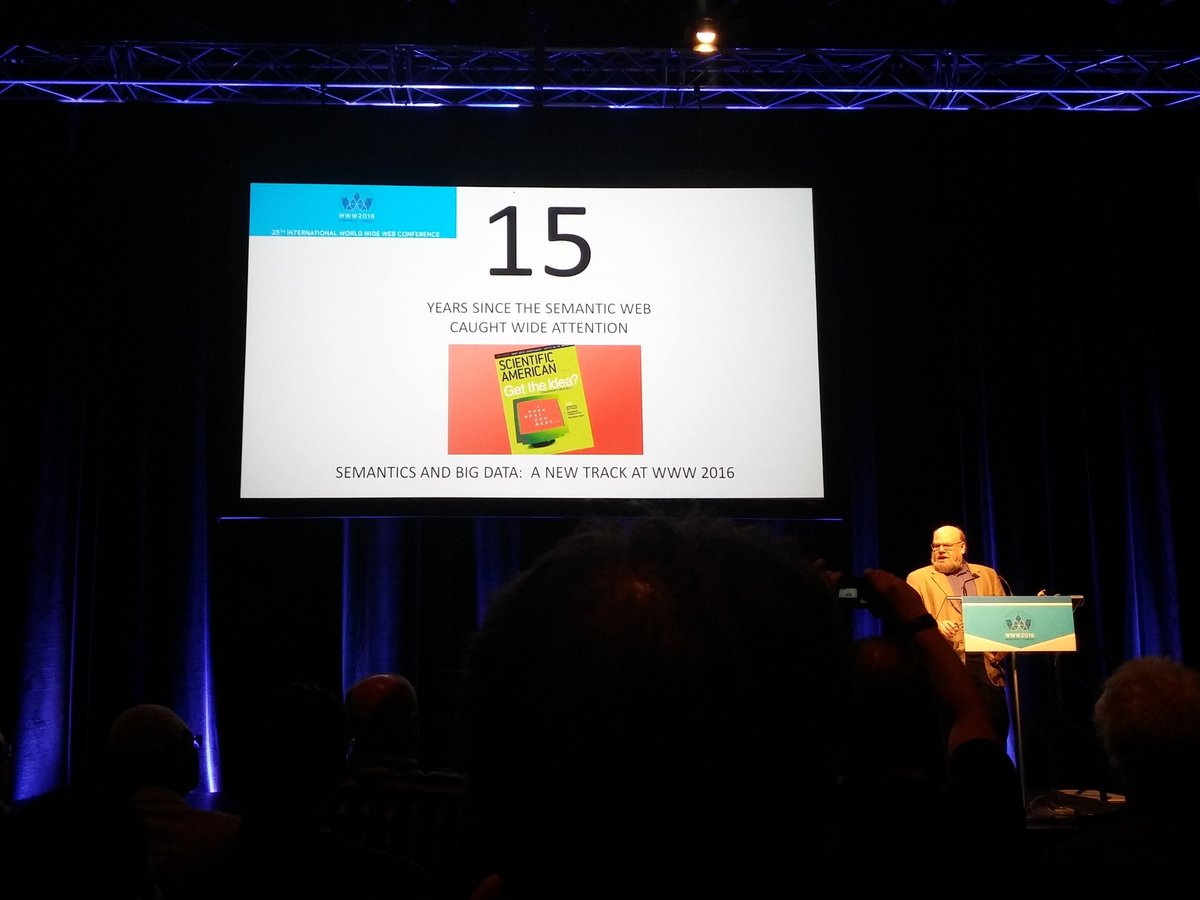 WWW2016
25TH INTERNATIONAL WORLD WIDE WEB CONFERENCE
15
YEARS SINCE THE SEMANTIC WEB
CAUGHT WIDE ATTENTION
SCIENTIFIC
AMERICAN
Get the Idea?
SEMANTICS AND BIG DATA: A NEW TRACK AT WWW 2016
WWW2016